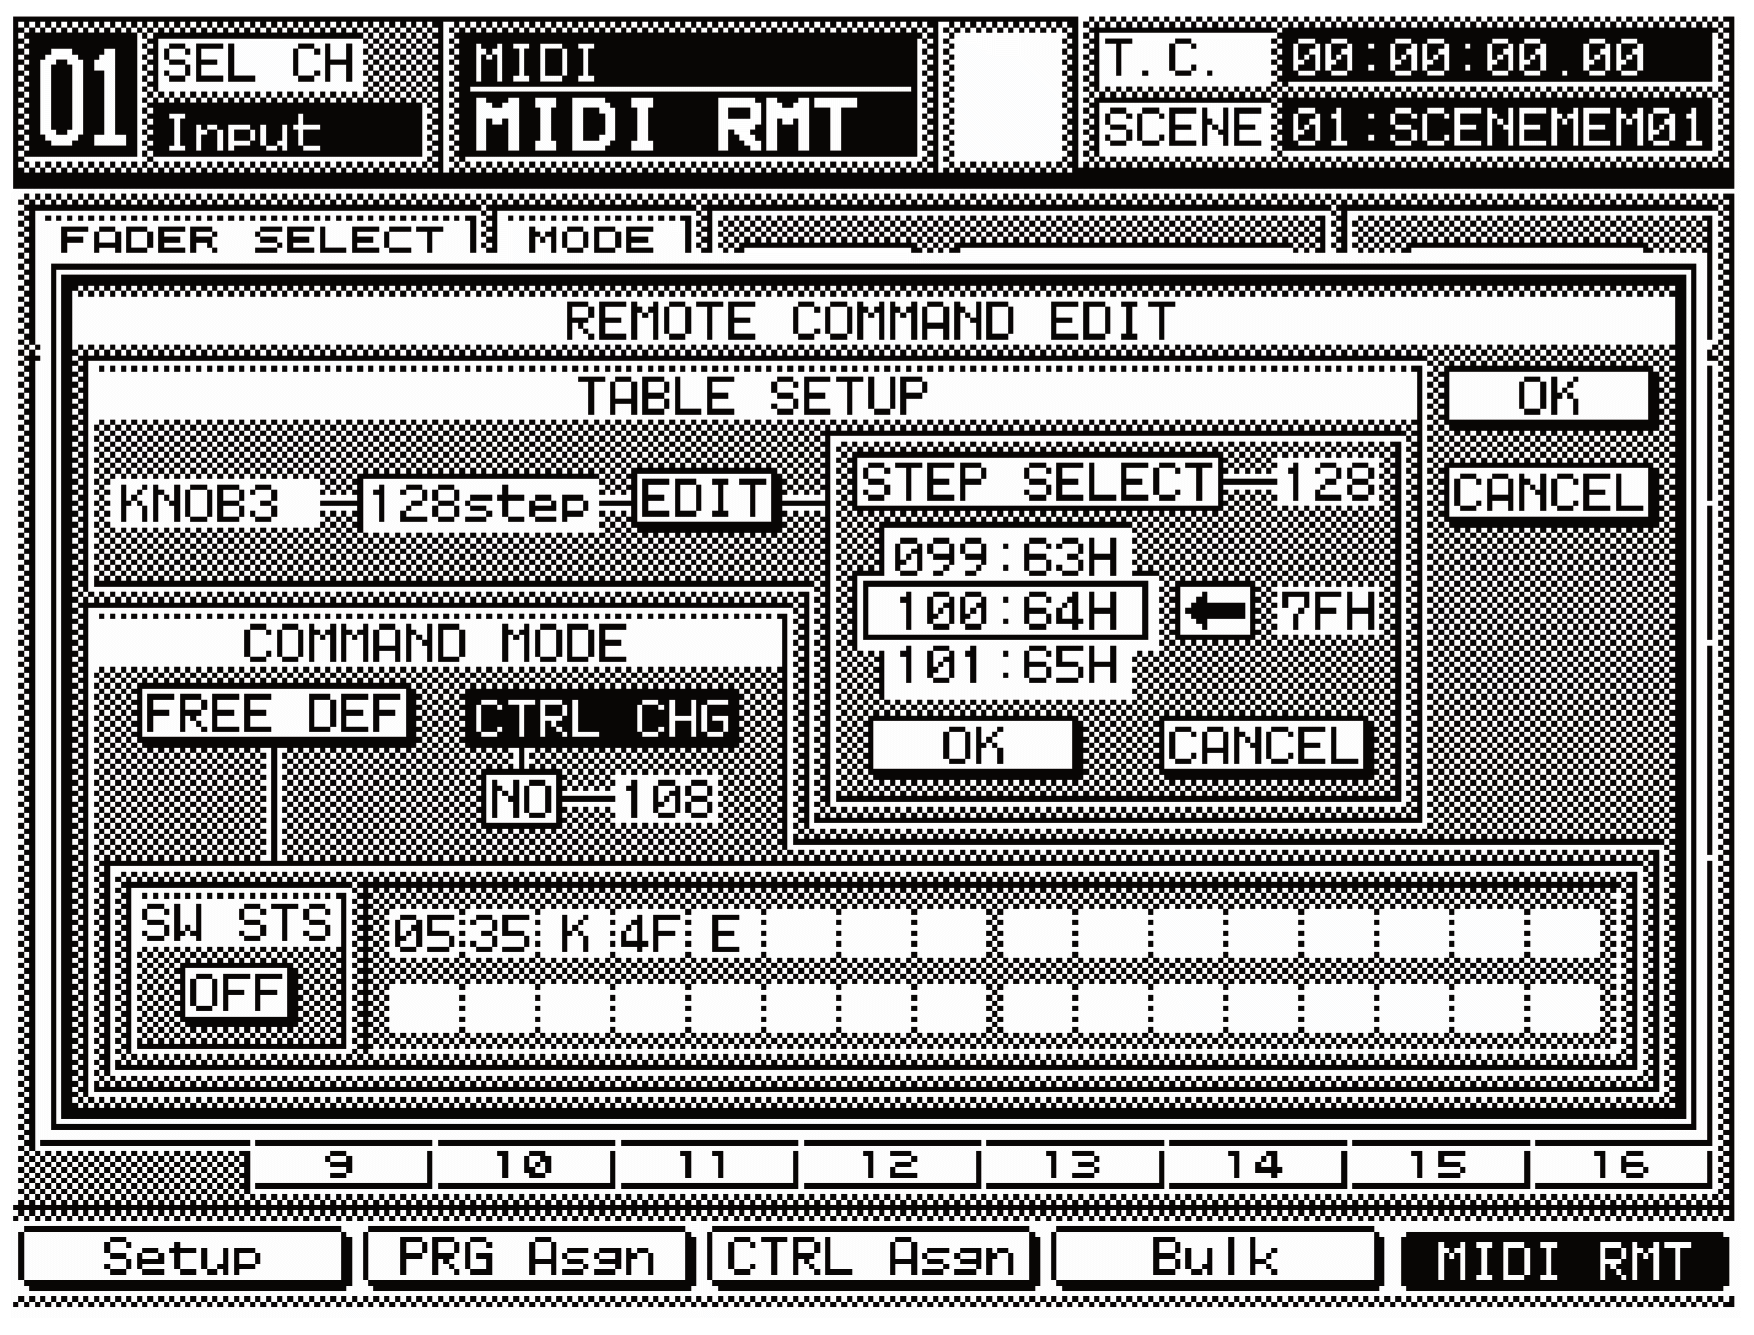 01 SEL CH MIDI T.C. 00:00:00.00
Input MIDI RMT SCENE 01:SCENEMEM01
FADER SELECT MODE
REMOTE COMMAND EDIT
TABLE SETUP OK
KNOB3 128step EDIT STEP SELECT 128 CANCEL
099:63H
100:64H 7FH
101:65H
COMMAND MODE
FREE DEF CTRL CHG OK CANCEL
NO 108
SW STS 05 35 K 4F E
OFF
9 10 11 12 13 14 15 16
Setup PRG Asgn CTRL Asgn Bulk MIDI RMT